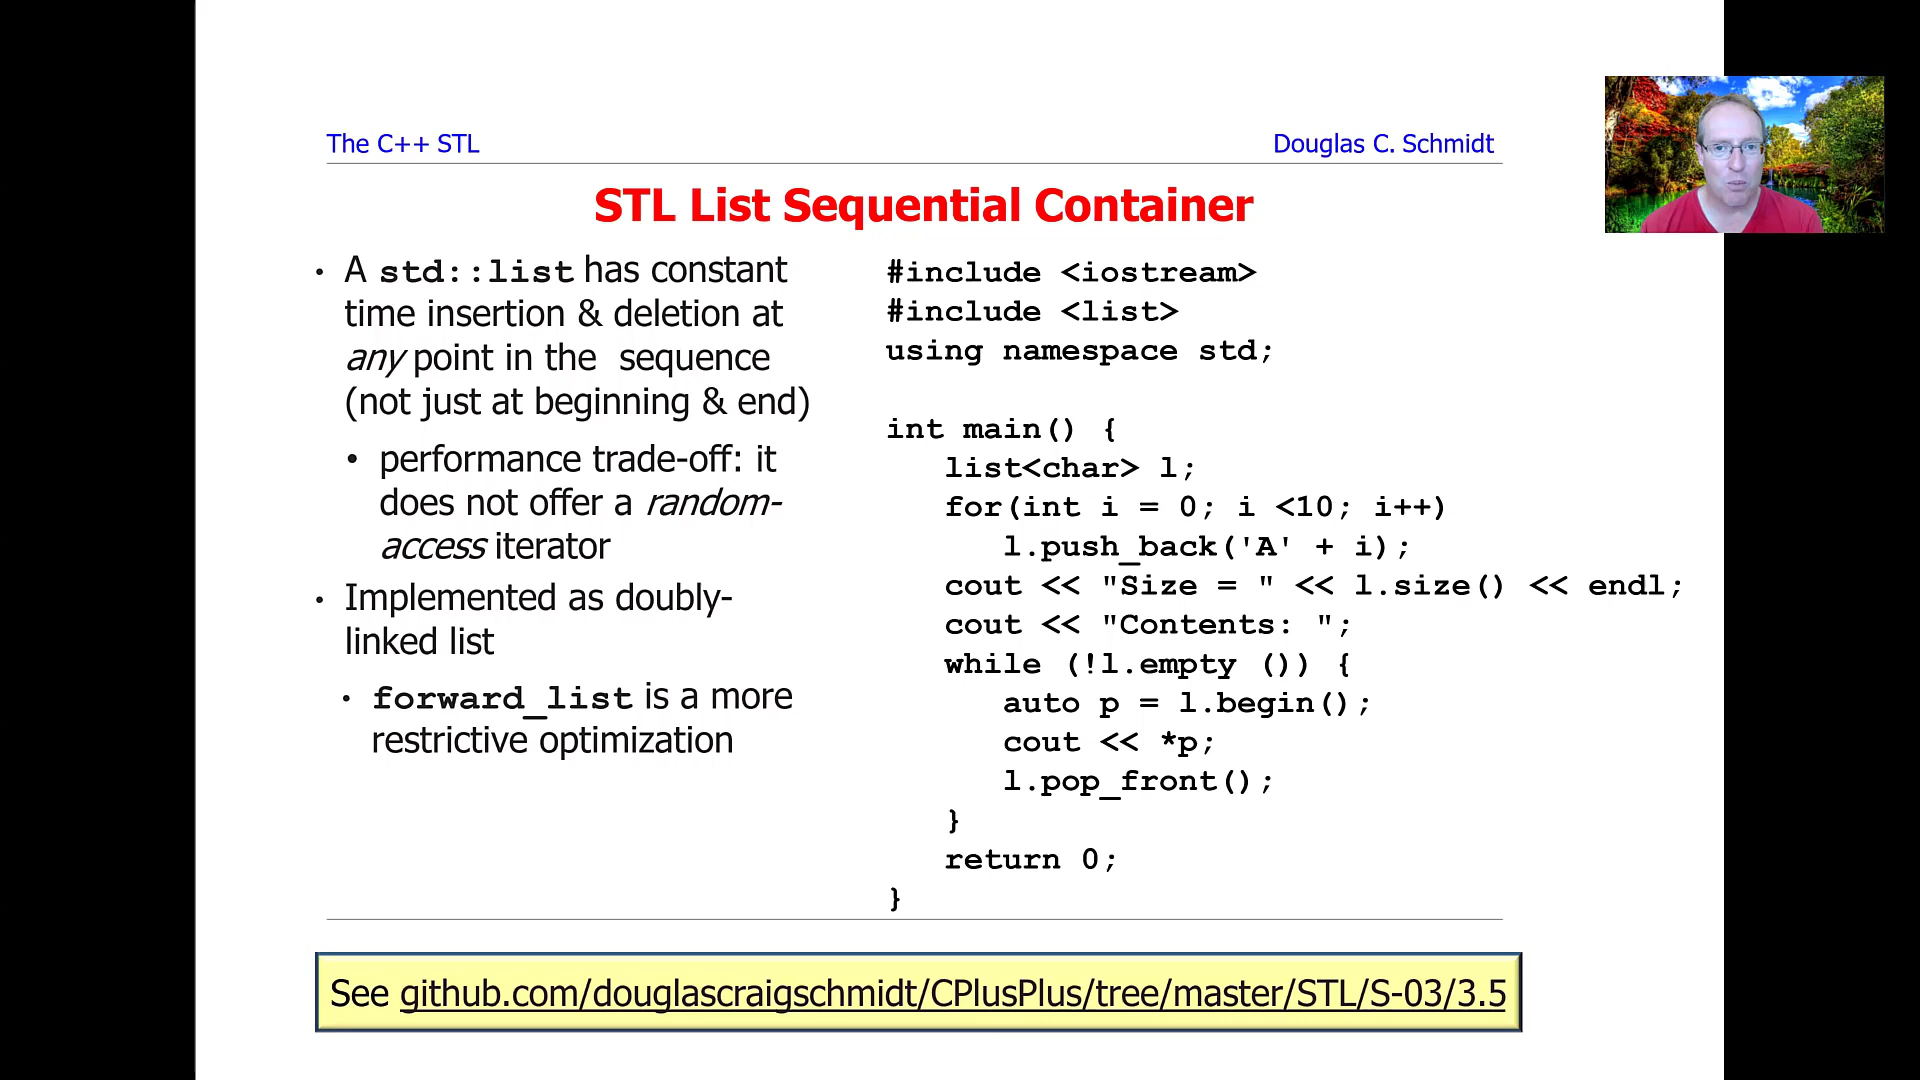 The C++ STL
Douglas C. Schmidt
STL List Sequential Container
• A std::list has constant
time insertion & deletion at
any point in the sequence
(not just at beginning & end)
• performance trade-off: it
does not offer a random-
access iterator
• Implemented as doubly-
linked list
• forward_list is a more
restrictive optimization
#include <iostream>
#include <list>
using namespace std;
int main() {
list<char> l;
for(int i = 0; i <10; i++)
l.push_back('A' + i);
cout << "Size = " << l.size() << endl;
cout << "Contents: ";
while (!l.empty ()) {
auto p = l.begin();
cout << *p;
l.pop_front();
}
return 0;
}
See github.com/douglascraigschmidt/CPlusPlus/tree/master/STL/S-03/3.5